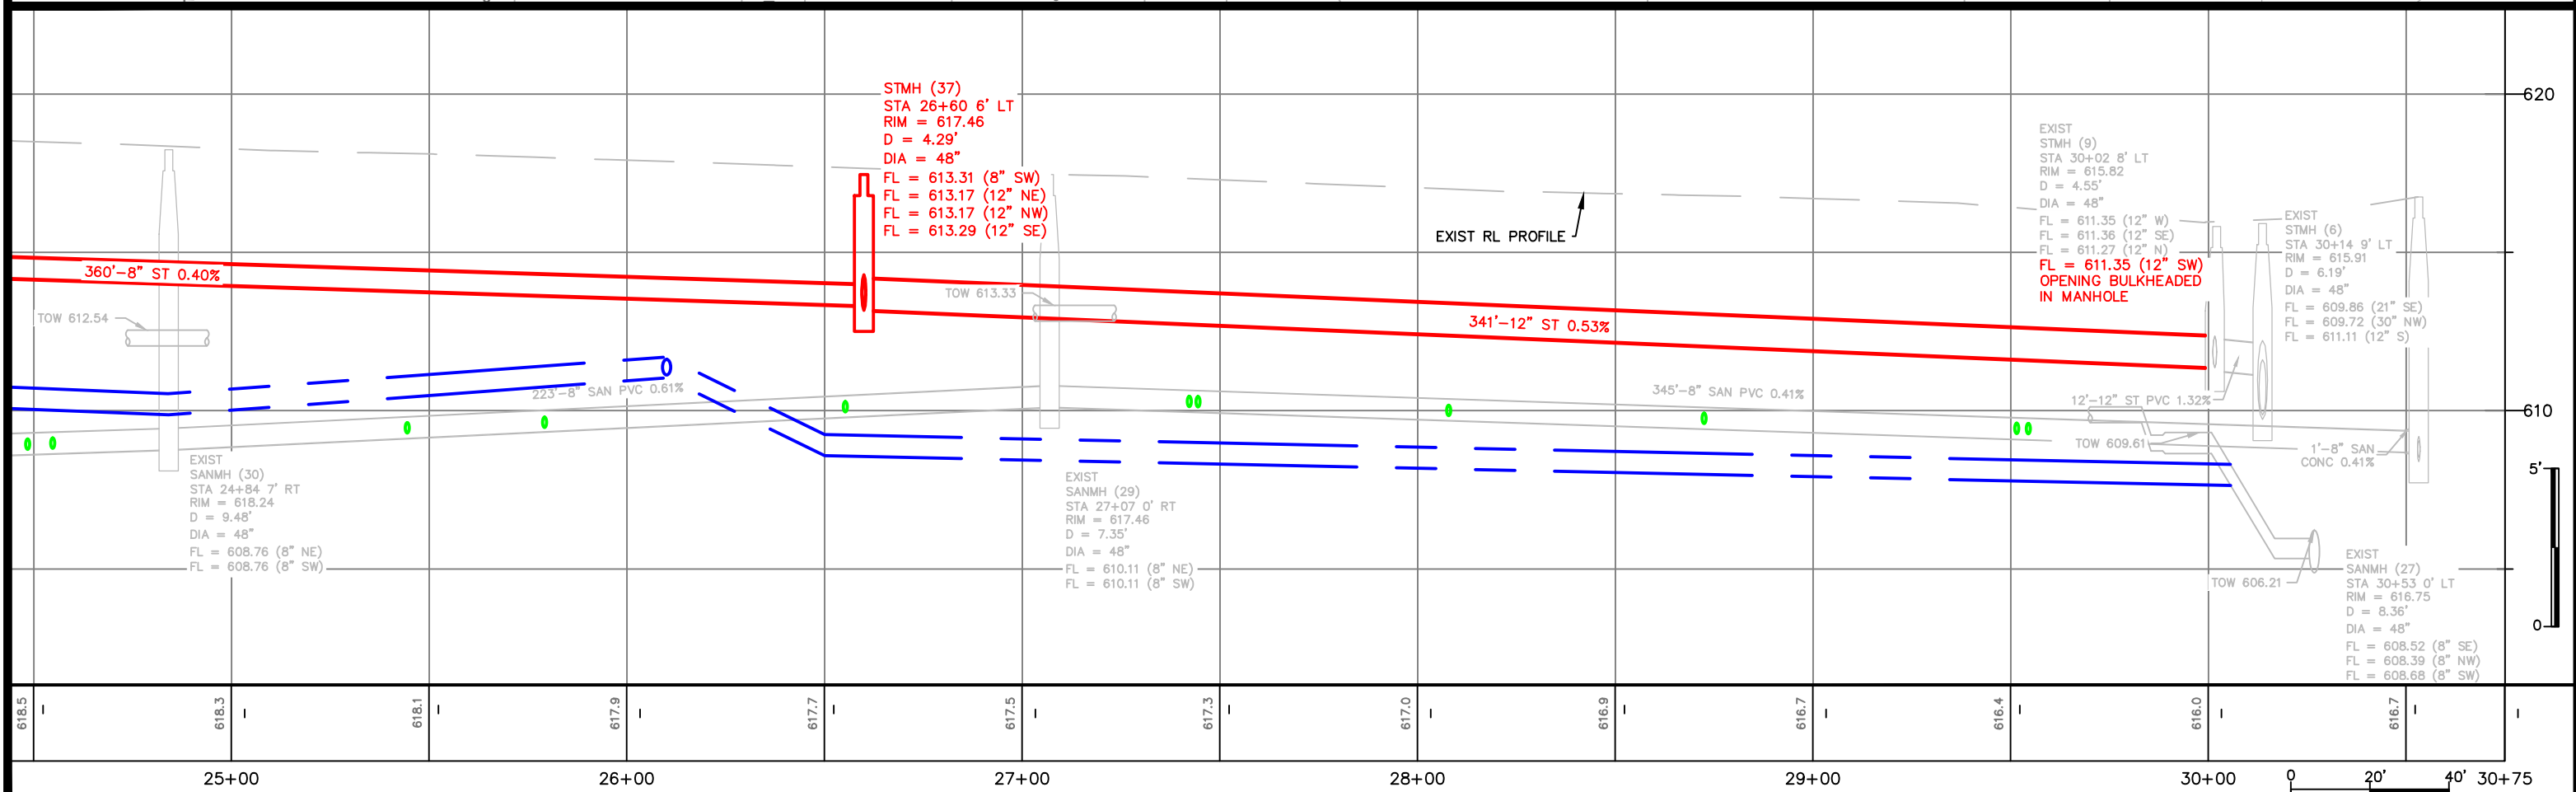 620
STMH (37)
STA 26+60 6' LT
RIM = 617.46
D = 4.29'
DIA = 48"
FL = 613.31 (8" SW)
FL = 613.17 (12" NE)
FL = 613.17 (12" NW)
FL = 613.29 (12" SE)
EXIST RL PROFILE
EXIST
STMH (9)
STA 30+02 8' LT
RIM = 615.82
D = 4.55'
DIA = 48"
FL = 611.35 (12" W)
FL = 611.36 (12" SE)
FL = 611.27 (12" N)
FL = 611.35 (12" SW)
OPENING BULKHEADED
IN MANHOLE
EXIST
STMH (6)
STA 30+14 9' LT
RIM = 615.91
D = 6.19'
DIA = 48"
FL = 609.86 (21" SE)
FL = 609.72 (30" NW)
FL = 611.11 (12" S)
360'-8" ST 0.40%
TOW 612.54
TOW 613.33
341'-12" ST 0.53%
223'-8" SAN PVC 0.61%
345'-8" SAN PVC 0.41%
12'-12" ST PVC 1.32%
610
TOW 609.61
1'-8" SAN
CONC 0.41%
EXIST
SANMH (30)
STA 24+84 7' RT
RIM = 618.24
D = 9.48'
DIA = 48"
FL = 608.76 (8" NE)
FL = 608.76 (8" SW)
EXIST
SANMH (29)
STA 27+07 0' RT
RIM = 617.46
D = 7.35'
DIA = 48"
FL = 610.11 (8" NE)
FL = 610.11 (8" SW)
TOW 606.21
EXIST
SANMH (27)
STA 30+53 0' LT
RIM = 616.75
D = 8.36'
DIA = 48"
FL = 608.52 (8" SE)
FL = 608.39 (8" NW)
FL = 608.68 (8" SW)
5'
0
618.5
618.3
618.1
617.9
617.7
617.5
617.3
617.0
616.9
616.7
616.4
616.0
616.7
25+00
26+00
27+00
28+00
29+00
30+00
0
20'
40'
30+75